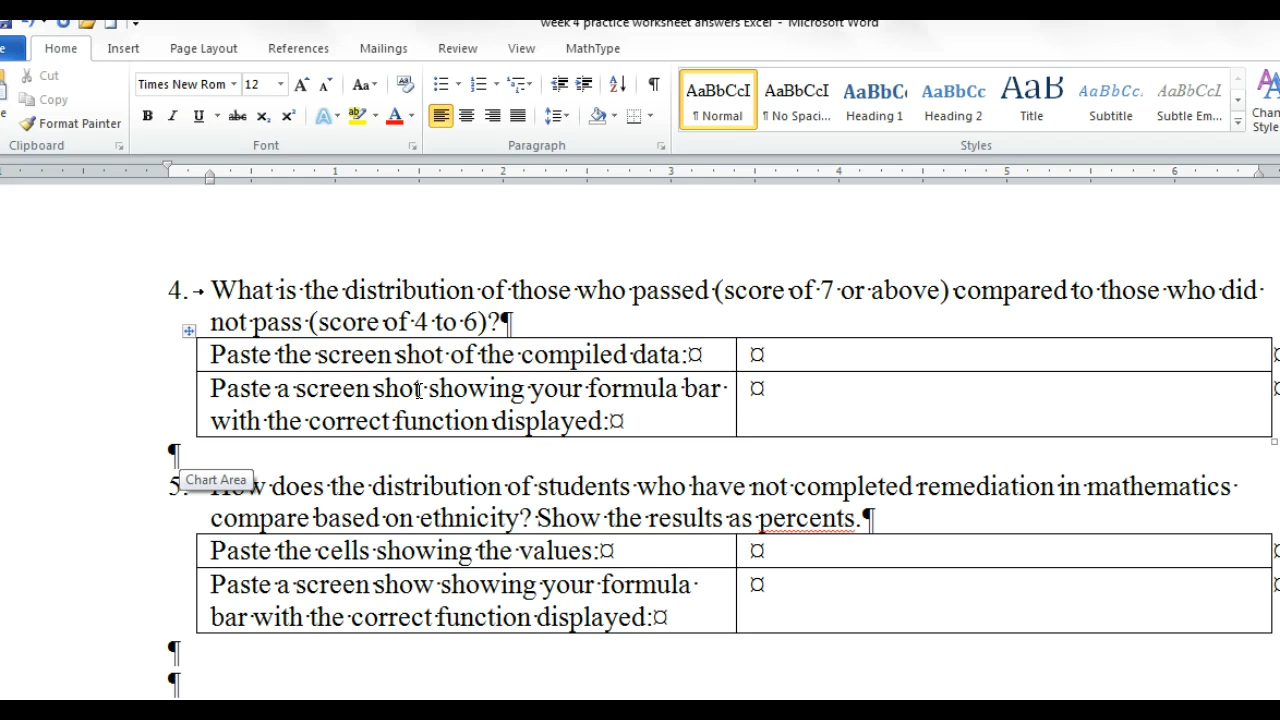 week 4 practice worksheet answers Excel - Microsoft Word
Home Insert Page Layout References Mailings Review View MathType
Cut
Copy
Format Painter
Clipboard
Times New Rom 12
Font
Paragraph
AaBbCcI AaBbCcI AaBbCc AaBbCc AaB AaBbCc. AaBbCcI
¶ Normal ¶ No Spaci... Heading 1 Heading 2 Title Subtitle Subtle Em...
Styles
1 2 3 4 5 6
4. What is the distribution of those who passed (score of 7 or above) compared to those who did
not pass (score of 4 to 6)?¶
Paste the screen shot of the compiled data:¤ ¤
Paste a screen shot showing your formula bar ¤
with the correct function displayed:¤
¶
Chart Area
5. How does the distribution of students who have not completed remediation in mathematics
compare based on ethnicity? Show the results as percents.¶
Paste the cells showing the values:¤ ¤
Paste a screen show showing your formula ¤
bar with the correct function displayed:¤
¶
¶